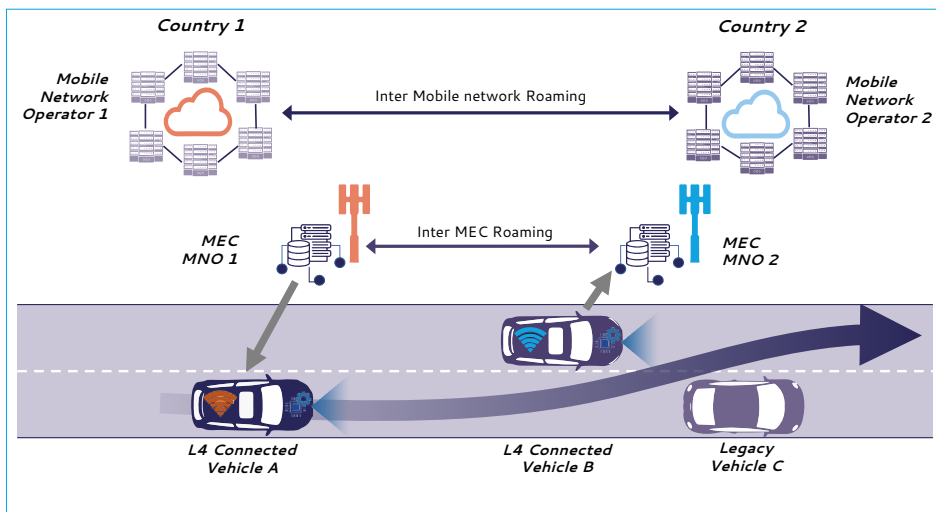 Country 1
Country 2
Mobile
Network
Operator 1
Inter Mobile network Roaming
Mobile
Network
Operator 2
MEC
MNO 1
Inter MEC Roaming
MEC
MNO 2
L4 Connected
Vehicle A
L4 Connected
Vehicle B
Legacy
Vehicle C